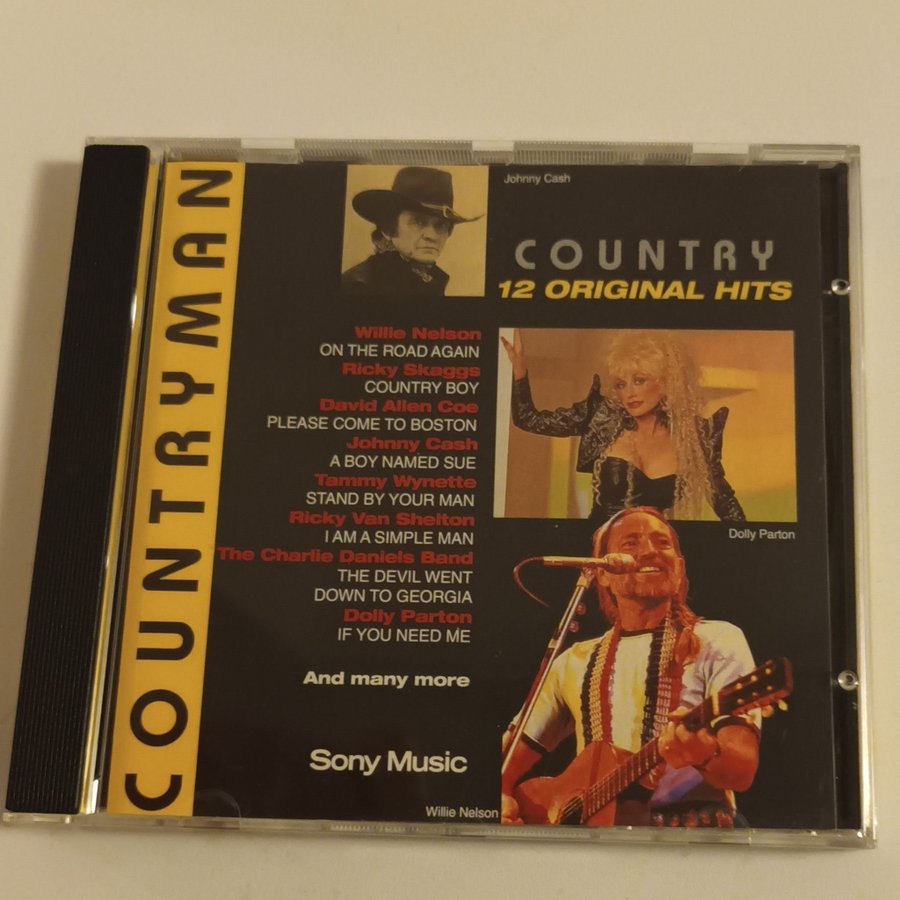 COUNTRYMAN
Johnny Cash
COUNTRY
12 ORIGINAL HITS
Willie Nelson
ON THE ROAD AGAIN
Ricky Skaggs
COUNTRY BOY
David Allen Coe
PLEASE COME TO BOSTON
Johnny Cash
A BOY NAMED SUE
Tammy Wynette
STAND BY YOUR MAN
Ricky Van Shelton
I AM A SIMPLE MAN
The Charlie Daniels Band
THE DEVIL WENT
DOWN TO GEORGIA
Dolly Parton
IF YOU NEED ME
And many more
Sony Music
Dolly Parton
Willie Nelson